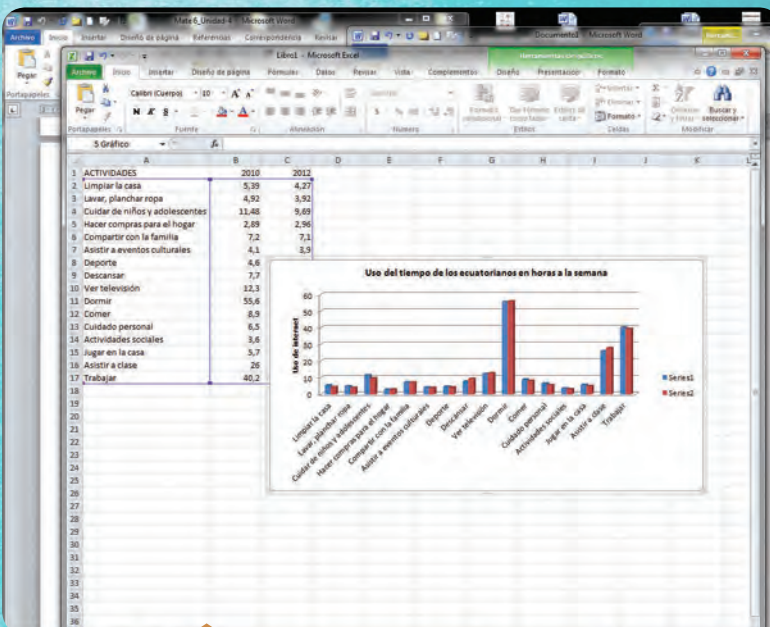 Mate 6_Unidad-4 - Microsoft Word
Documento1 - Microsoft Word
Archivo Inicio Insertar Diseño de página Referencias Correspondencia Revisar
Libro1 - Microsoft Excel
Herramientas de gráficos
Archivo Inicio Insertar Diseño de página Fórmulas Datos Revisar Vista Complementos Diseño Presentación Formato
Pegar
Portapapeles
Calibri (Cuerpo) 10
Pegar
N K S
Formato
Buscar y seleccionar
Portapapeles Fuente Alineación Número Estilos Celdas Modificar
5 Gráfico fx
A B C D E F G H I J K L
1 ACTIVIDADES 2010 2012
2 Limpiar la casa 5,39 4,27
3 Lavar, planchar ropa 4,92 3,92
4 Cuidar de niños y adolescentes 11,48 9,69
5 Hacer compras para el hogar 2,89 2,96
6 Compartir con la familia 7,2 7,1
7 Asistir a eventos culturales 4,1 3,9
8 Deporte 4,6
9 Descansar 7,7
10 Ver televisión 12,3
11 Dormir 55,6
12 Comer 8,9
13 Cuidado personal 6,5
14 Actividades sociales 3,6
15 Jugar en la casa 5,7
16 Asistir a clase 26
17 Trabajar 40,2
18
19
20
21
22
23
24
25
26
27
28
29
30
31
32
33
34
35
36
Uso del tiempo de los ecuatorianos en horas a la semana
Uso de internet
60
50
40
30
20
10
0
Limpiar la casa
Lavar, planchar ropa
Cuidar de niños y adolescentes
Hacer compras para el hogar
Compartir con la familia
Asistir a eventos culturales
Deporte
Descansar
Ver televisión
Dormir
Comer
Cuidado personal
Actividades sociales
Jugar en la casa
Asistir a clase
Trabajar
Series1
Series2